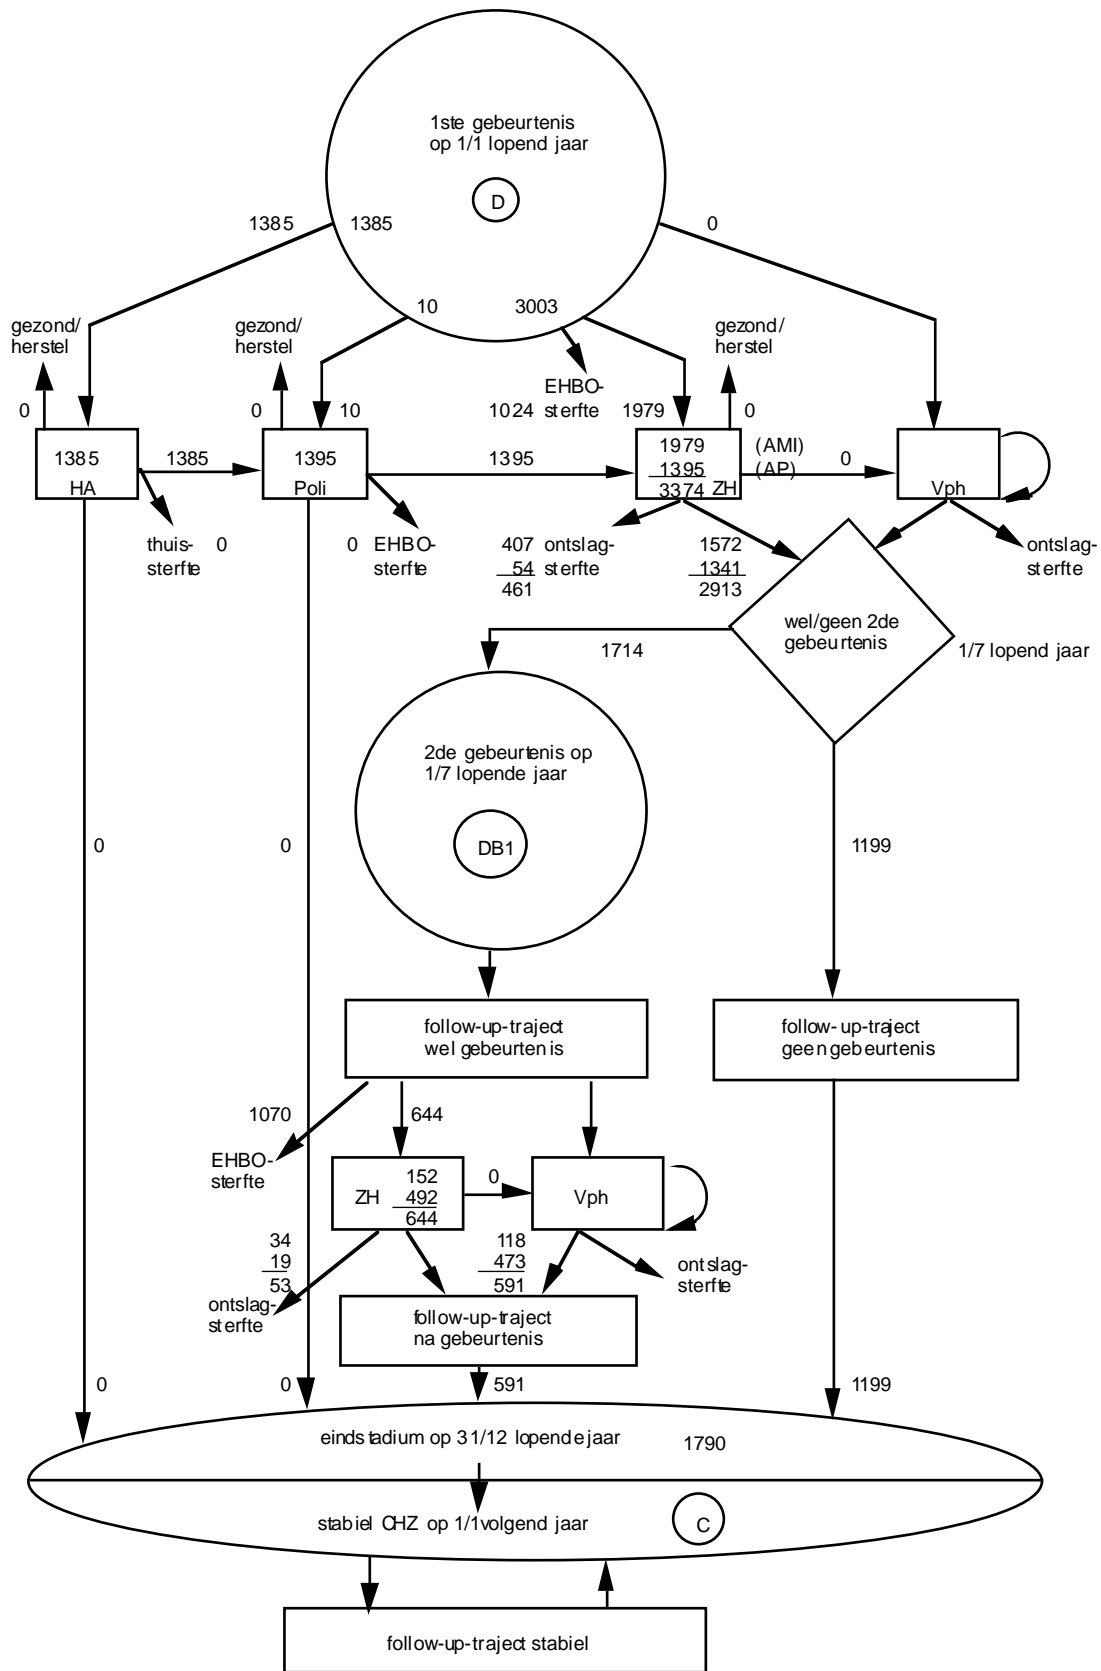 1ste gebeurtenis
op 1/1 lopend jaar
D
1385
1385
0
10
3003
gezond/
herstel
gezond/
herstel
gezond/
herstel
EHBO-
sterfte
0
0
10
1024
1979
0
1385
HA
1385
1395
Poli
1395
1979
1395
3374 ZH
(AMI)
(AP)
0
Vph
thuis-
sterfte
0
0
EHBO-
sterfte
407
54
461
ontslag-
sterfte
1572
1341
2913
ontslag-
sterfte
wel/geen 2de
gebeurtenis
1/7 lopend jaar
1714
2de gebeurtenis op
1/7 lopende jaar
DB1
0
0
1199
follow-up-traject
wel gebeurtenis
follow-up-traject
geen gebeurtenis
1070
644
EHBO-
sterfte
ZH
152
492
644
0
Vph
34
19
53
118
473
591
ontslag-
sterfte
ontslag-
sterfte
follow-up-traject
na gebeurtenis
0
0
591
1199
eindstadium op 31/12 lopende jaar
1790
stabiel CHZ op 1/1volgend jaar
C
follow-up-traject stabiel